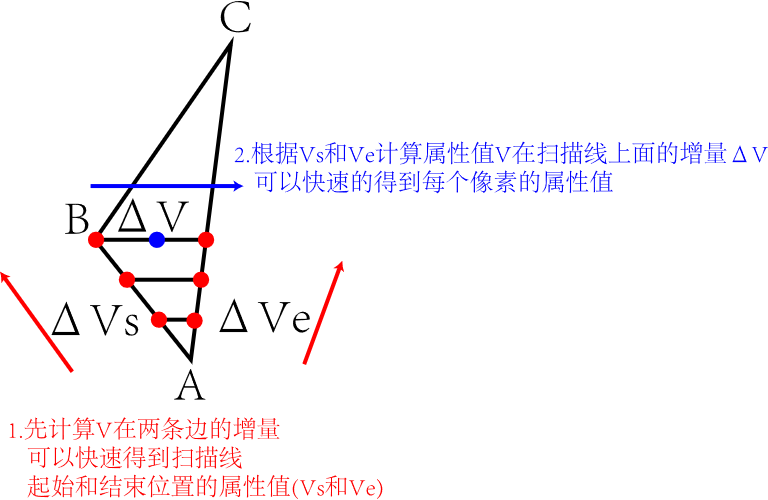 C
2.根据Vs和Ve计算属性值V在扫描线上面的增量ΔV
可以快速的得到每个像素的属性值
B
ΔV
ΔVs
ΔVe
A
1.先计算V在两条边的增量
可以快速得到扫描线
起始和结束位置的属性值(Vs和Ve)